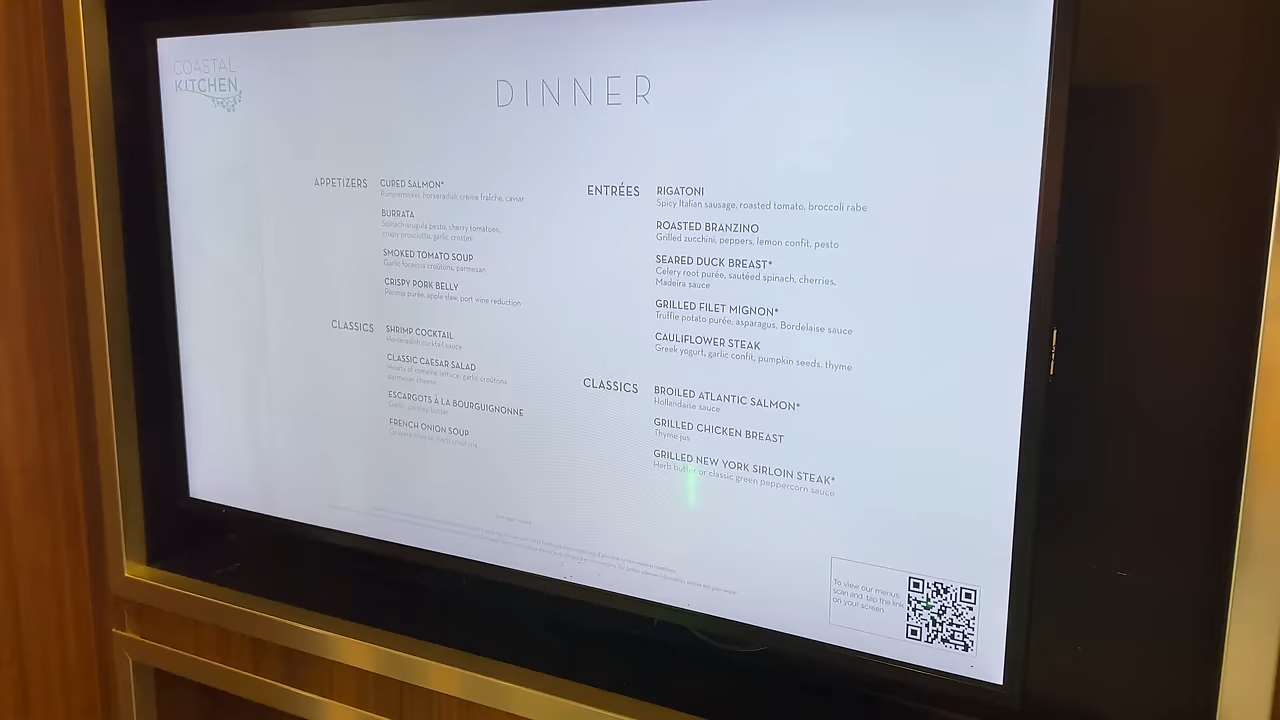 COASTAL
KITCHEN
DINNER
APPETIZERS
CURED SALMON*
Pumpernickel, horseradish crème fraîche, caviar
BURRATA
Spinach arugula pesto, cherry tomatoes,
crispy prosciutto, garlic crostini
SMOKED TOMATO SOUP
Garlic focaccia croûtons, parmesan
CRISPY PORK BELLY
Parsnip purée, apple slaw, port wine reduction
CLASSICS
SHRIMP COCKTAIL
Horseradish cocktail sauce
CLASSIC CAESAR SALAD
Hearts of romaine lettuce, garlic croûtons
parmesan cheese
ESCARGOTS À LA BOURGUIGNONNE
Garlic, parsley, butter
FRENCH ONION SOUP
Gruyère cheese
ENTRÉES
RIGATONI
Spicy Italian sausage, roasted tomato, broccoli rabe
ROASTED BRANZINO
Grilled zucchini, peppers, lemon confit, pesto
SEARED DUCK BREAST*
Celery root purée, sautéed spinach, cherries,
Madeira sauce
GRILLED FILET MIGNON*
Truffle potato purée, asparagus, Bordelaise sauce
CAULIFLOWER STEAK
Greek yogurt, garlic confit, pumpkin seeds, thyme
CLASSICS
BROILED ATLANTIC SALMON*
Hollandaise sauce
GRILLED CHICKEN BREAST
Thyme jus
GRILLED NEW YORK SIRLOIN STEAK*
Herb butter or classic green peppercorn sauce
To view our menus,
scan and tap the link
on your screen